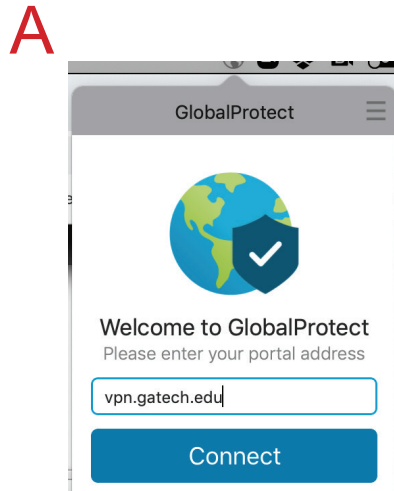 A
GlobalProtect
Welcome to GlobalProtect
Please enter your portal address
vpn.gatech.edu
Connect